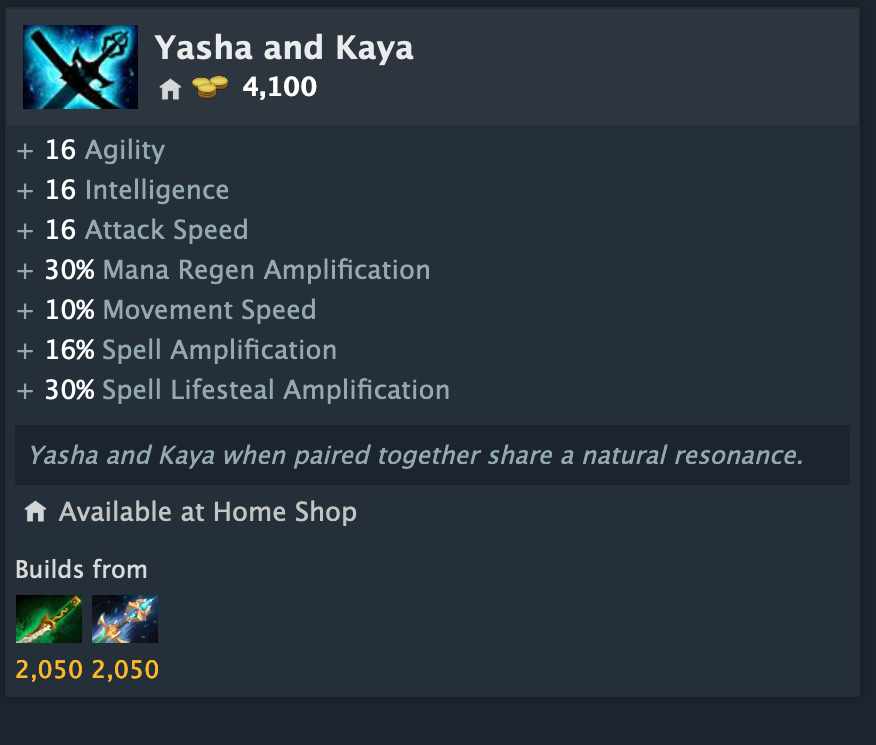 Yasha and Kaya
4,100
+ 16 Agility
+ 16 Intelligence
+ 16 Attack Speed
+ 30% Mana Regen Amplification
+ 10% Movement Speed
+ 16% Spell Amplification
+ 30% Spell Lifesteal Amplification
Yasha and Kaya when paired together share a natural resonance.
Available at Home Shop
Builds from
2,050 2,050